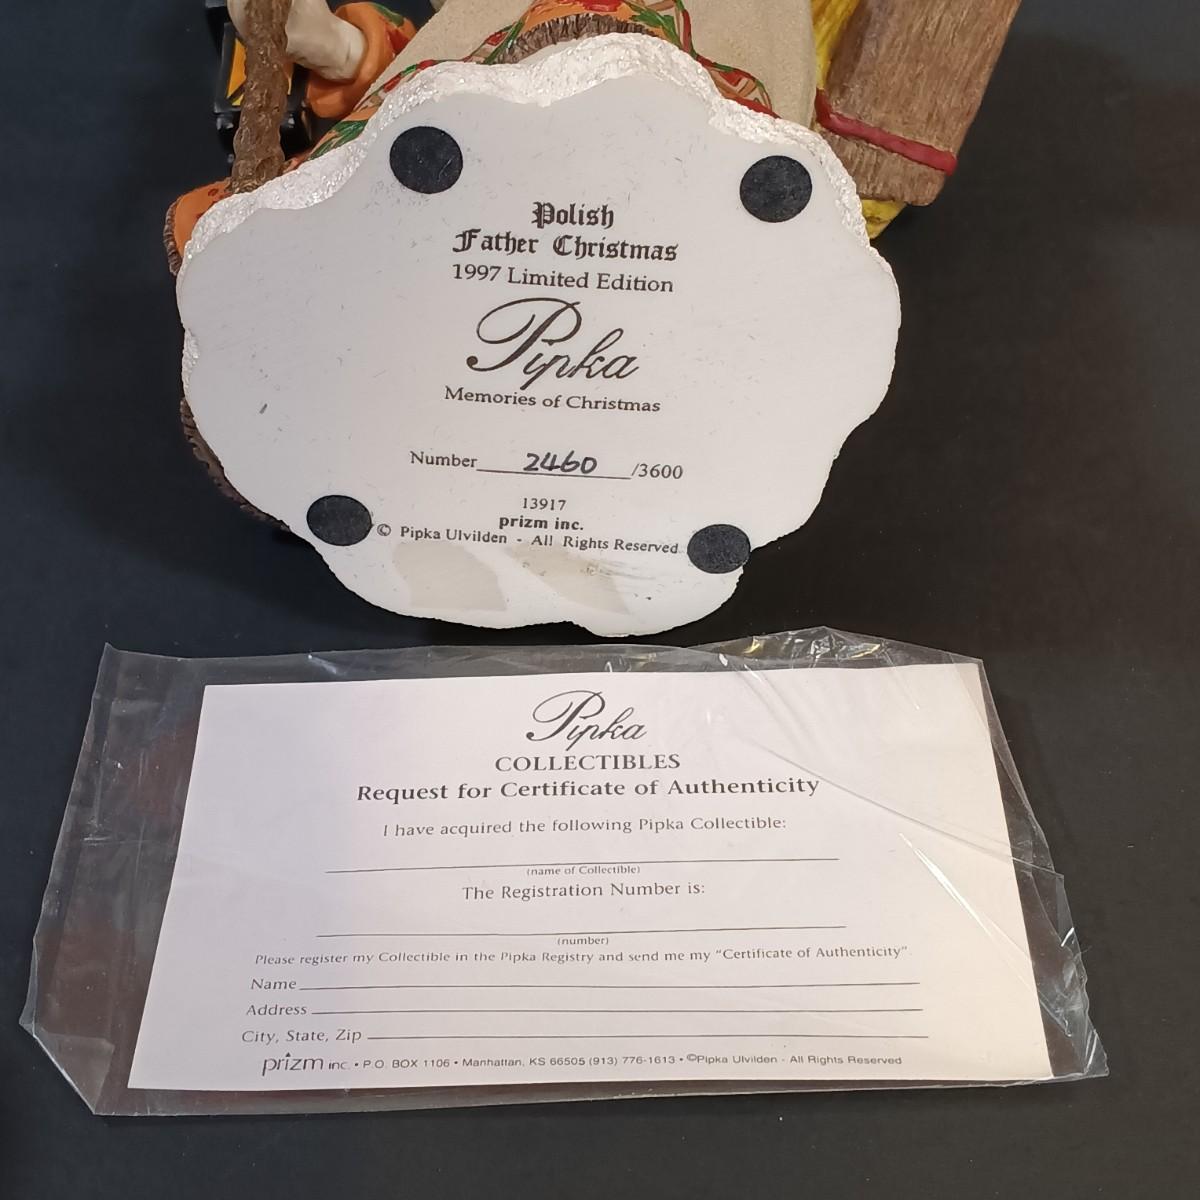 Polish
Father Christmas
1997 Limited Edition
Pipka
Memories of Christmas
Number 2460 /3600
13917
prizm inc.
© Pipka Ulvilden - All Rights Reserved
Pipka
COLLECTIBLES
Request for Certificate of Authenticity
I have acquired the following Pipka Collectible:
(name of Collectible)
The Registration Number is:
(number)
Please register my Collectible in the Pipka Registry and send me my "Certificate of Authenticity".
Name
Address
City, State, Zip
prizm inc. • P.O. BOX 1106 • Manhattan, KS 66505 (913) 776-1613 • ©Pipka Ulvilden - All Rights Reserved